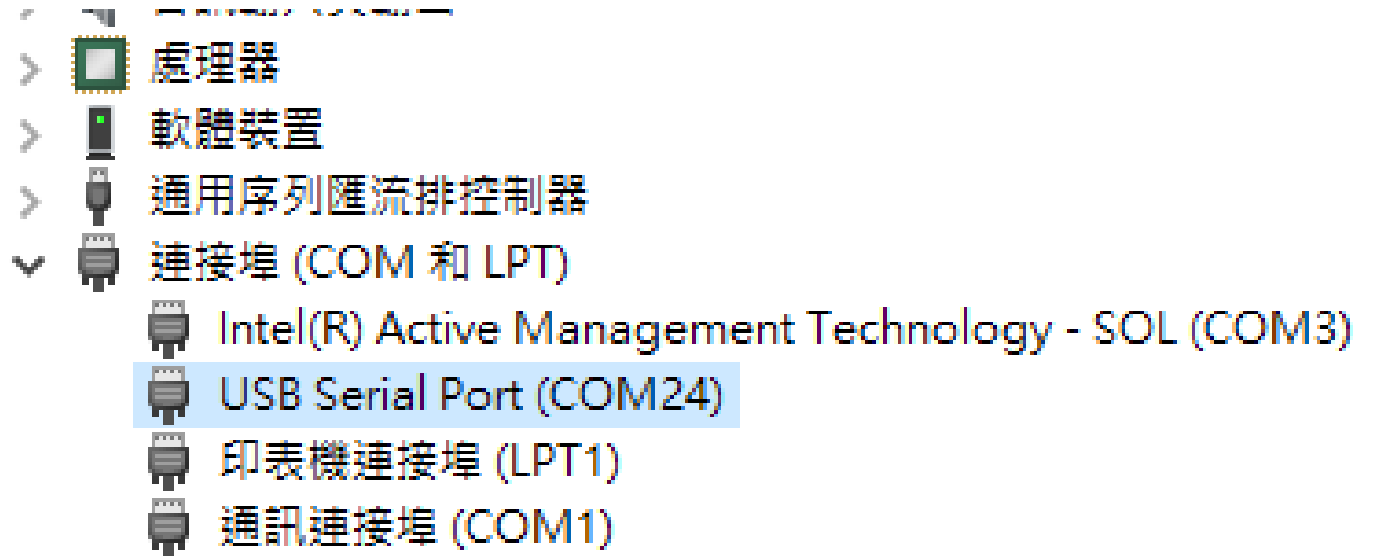 處理器
軟體裝置
通用序列匯流排控制器
連接埠 (COM 和 LPT)
Intel(R) Active Management Technology - SOL (COM3)
USB Serial Port (COM24)
印表機連接埠 (LPT1)
通訊連接埠 (COM1)